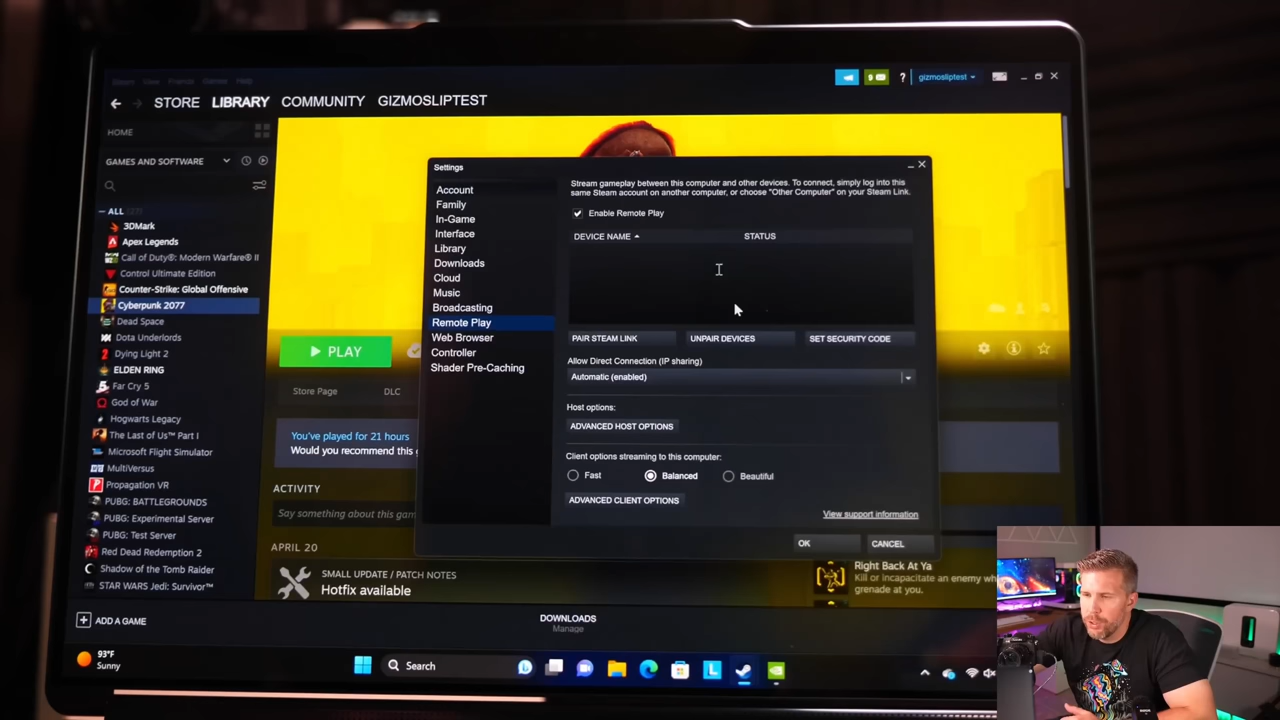 Steam View Friends Games Help
9
?
gizmosliptest
STORE LIBRARY COMMUNITY GIZMOSLIPTEST
HOME
GAMES AND SOFTWARE
ALL
3DMark
Apex Legends
Call of Duty®: Modern Warfare® II
Control Ultimate Edition
Counter-Strike: Global Offensive
Cyberpunk 2077
Dead Space
Dota Underlords
Dying Light 2
ELDEN RING
Far Cry 5
God of War
Hogwarts Legacy
The Last of Us™ Part I
Microsoft Flight Simulator
MultiVersus
Propagation VR
PUBG: BATTLEGROUNDS
PUBG: Experimental Server
PUBG: Test Server
Red Dead Redemption 2
Shadow of the Tomb Raider
STAR WARS Jedi: Survivor™
ADD A GAME
PLAY
Store Page DLC
You've played for 21 hours
Would you recommend this
ACTIVITY
Say something about this gam
APRIL 20
SMALL UPDATE / PATCH NOTES
Hotfix available
Settings
Account
Family
In-Game
Interface
Library
Downloads
Cloud
Music
Broadcasting
Remote Play
Web Browser
Controller
Shader Pre-Caching
Stream gameplay between this computer and other devices. To connect, simply log into this
same Steam account on another computer, or choose "Other Computer" on your Steam Link.
Enable Remote Play
DEVICE NAME STATUS
PAIR STEAM LINK UNPAIR DEVICES SET SECURITY CODE
Allow Direct Connection (IP sharing)
Automatic (enabled)
Host options:
ADVANCED HOST OPTIONS
Client options streaming to this computer:
Fast Balanced Beautiful
ADVANCED CLIENT OPTIONS
View support information
OK CANCEL
Right Back At Ya
Kill or incapacitate an enemy wh
grenade at you.
DOWNLOADS
Manage
93°F
Sunny
Search
L